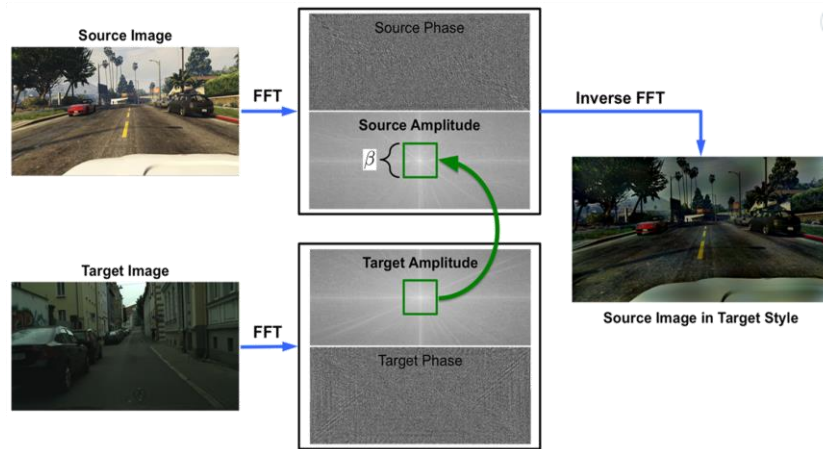 Source Image
FFT
Source Phase
Source Amplitude
β
Inverse FFT
Target Image
FFT
Target Amplitude
Target Phase
Source Image in Target Style